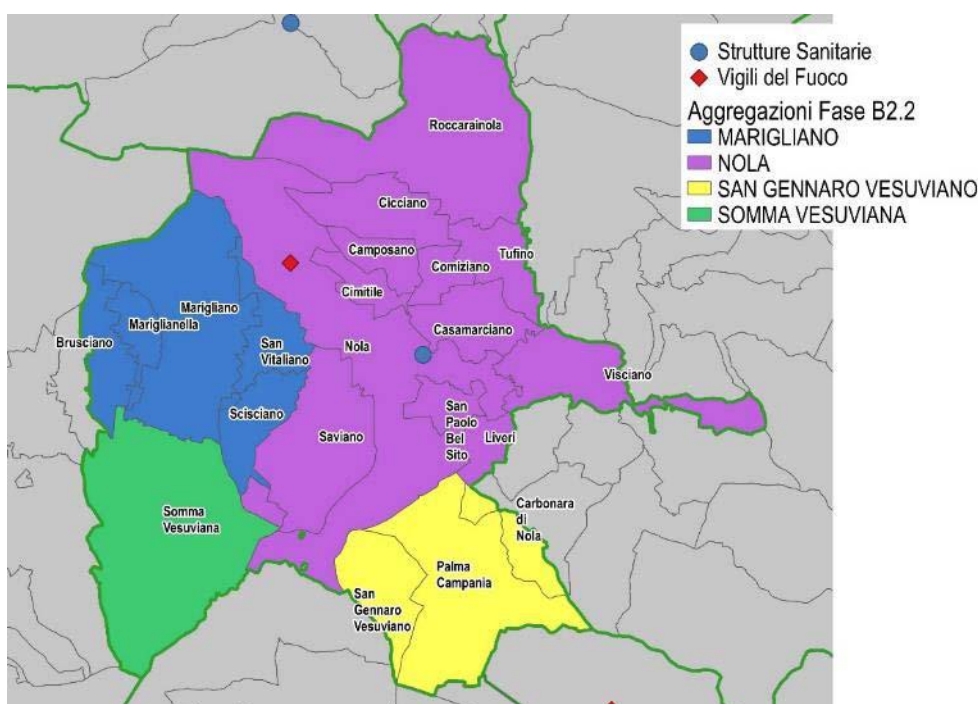 Strutture Sanitarie
Vigili del Fuoco
Aggregazioni Fase B2.2
MARIGLIANO
NOLA
SAN GENNARO VESUVIANO
SOMMA VESUVIANA
Roccarainola
Cicciano
Camposano
Tufino
Comiziano
Cimitile
Marigliano
Mariglianella
Casamarciano
Brusciano
San
Vitaliano
Nola
Visciano
Scisciano
San
Paolo
Bel
Sito
Saviano
Liveri
Somma
Vesuviana
Carbonara
di
Nola
Palma
Campania
San
Gennaro
Vesuviano